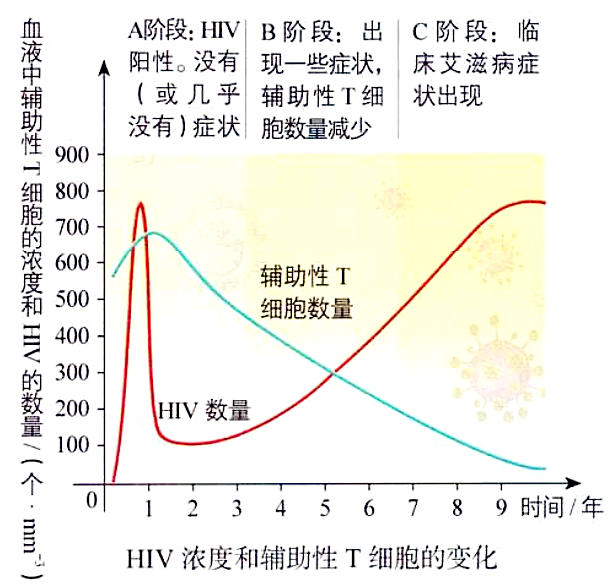 血液中辅助性T细胞的浓度和HIV的数量/(个·mm⁻¹)
A阶段：HIV
阳性。没有
（或几乎
没有）症状
B阶段：出
现一些症状，
辅助性T细
胞数量减少
C阶段：临
床艾滋病症
状出现
900
800
700
600
500
400
300
200
100
0
辅助性T
细胞数量
HIV数量
1 2 3 4 5 6 7 8 9 时间/年
HIV浓度和辅助性T细胞的变化